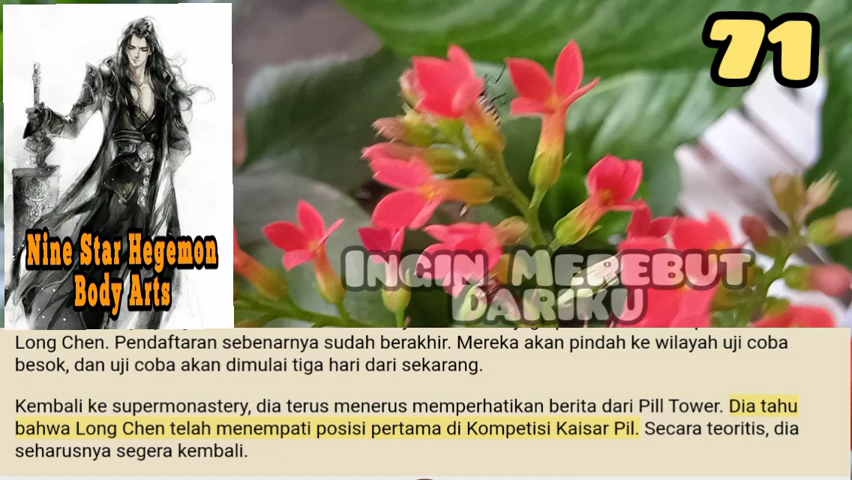 71
Nine Star Hegemon
Body Arts
Ingin Merebut
Dariku
Long Chen. Pendaftaran sebenarnya sudah berakhir. Mereka akan pindah ke wilayah uji coba
besok, dan uji coba akan dimulai tiga hari dari sekarang.
Kembali ke supermonastery, dia terus menerus memperhatikan berita dari Pill Tower. Dia tahu
bahwa Long Chen telah menempati posisi pertama di Kompetisi Kaisar Pil. Secara teoritis, dia
seharusnya segera kembali.